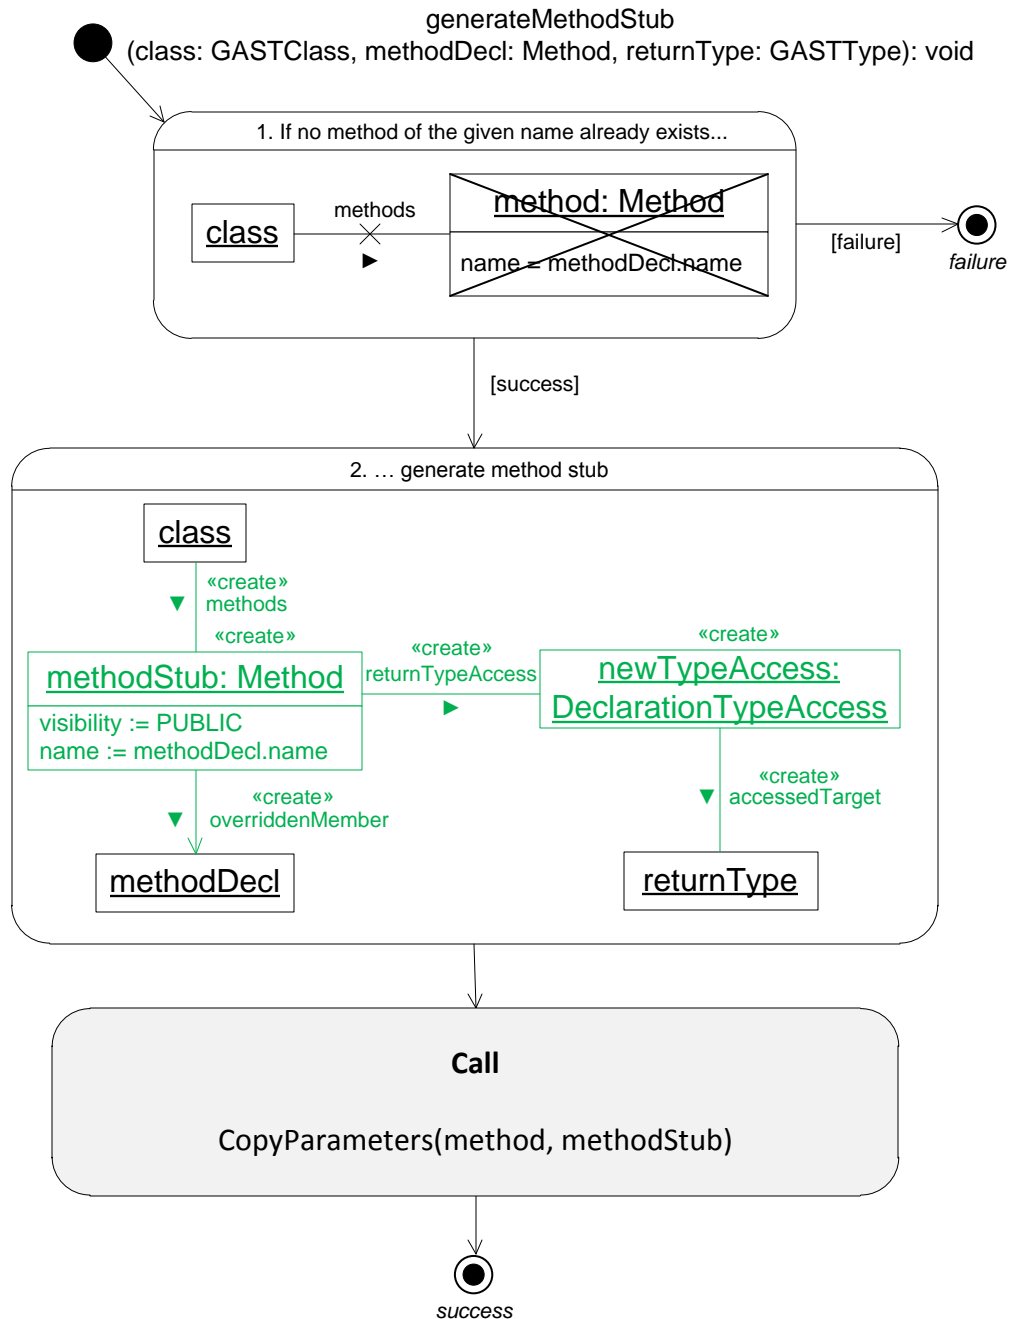 generateMethodStub
(class: GASTClass, methodDecl: Method, returnType: GASTType): void
1. If no method of the given name already exists...
class
methods
►
method: Method
name = methodDecl.name
[failure]
failure
[success]
2. … generate method stub
class
«create»
▼
methods
«create»
methodStub: Method
visibility := PUBLIC
name := methodDecl.name
«create»
returnTypeAccess
►
«create»
newTypeAccess:
DeclarationTypeAccess
«create»
▼ overriddenMember
«create»
▼ accessedTarget
methodDecl
returnType
Call
CopyParameters(method, methodStub)
success